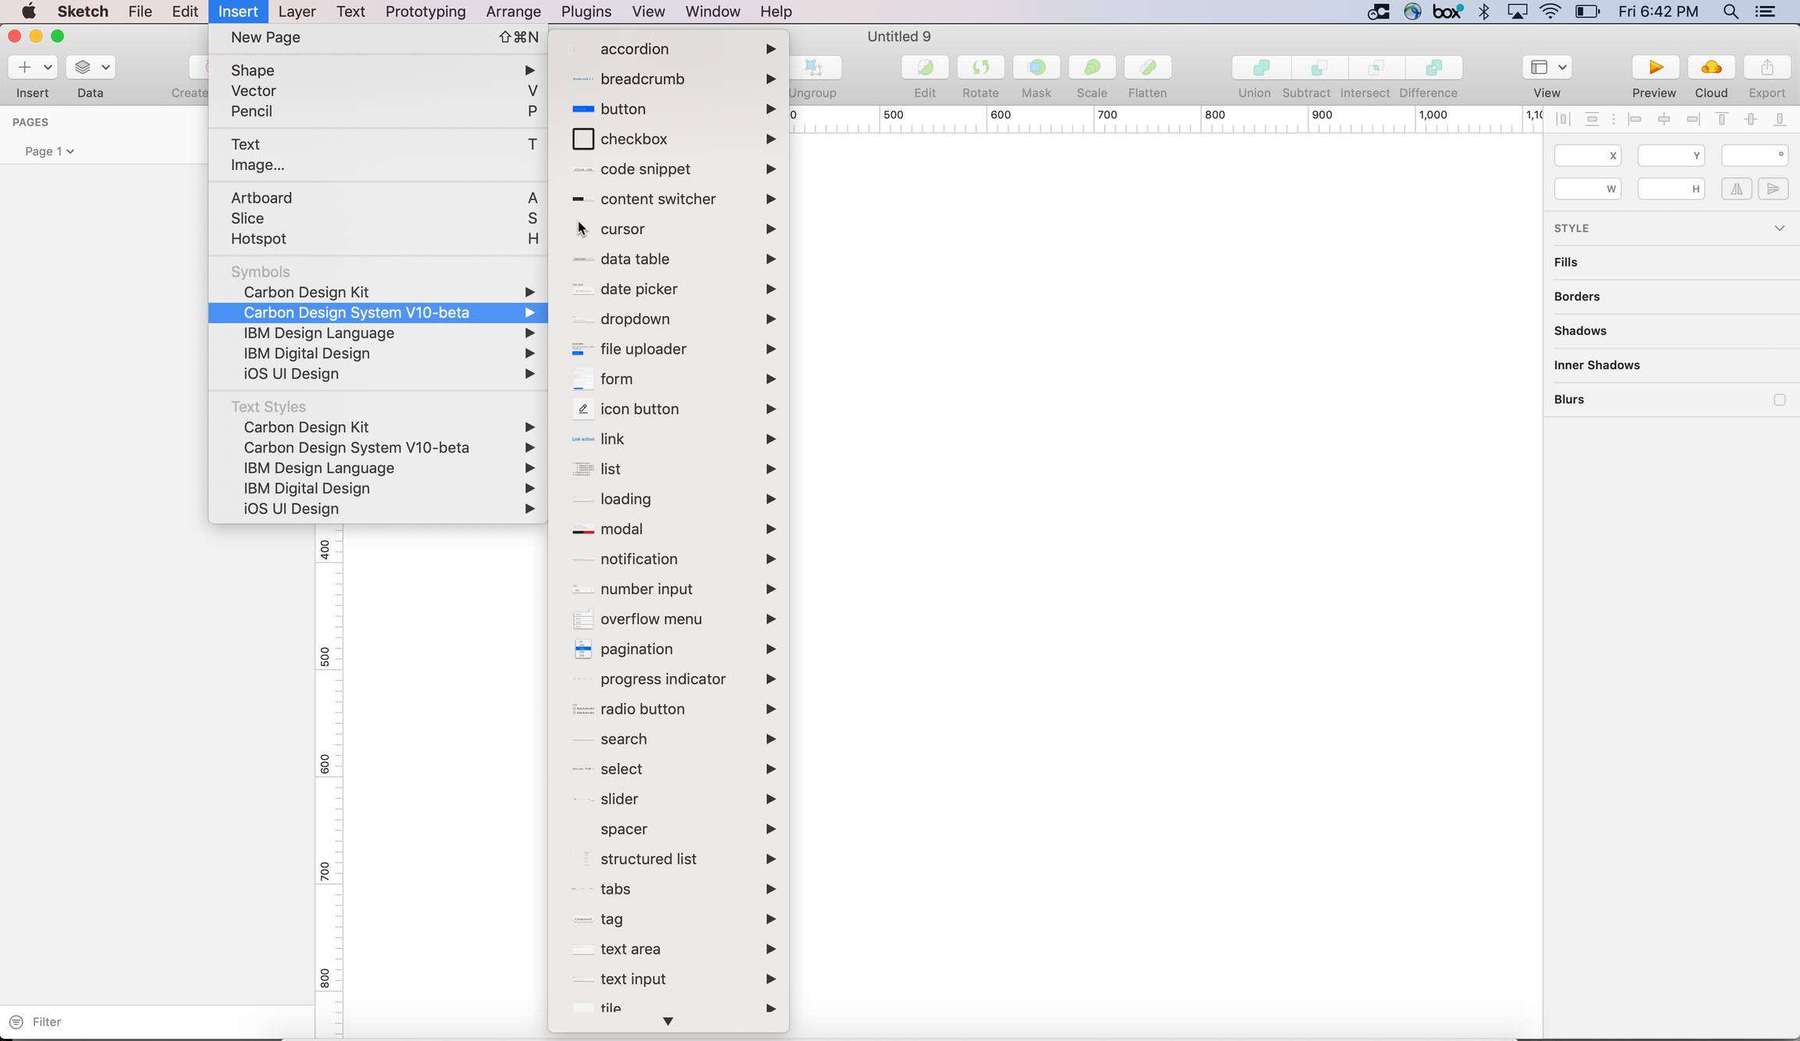 Sketch File Edit Insert Layer Text Prototyping Arrange Plugins View Window Help box Fri 6:42 PM
Untitled 9
Insert Data Create Ungroup Edit Rotate Mask Scale Flatten Union Subtract Intersect Difference View Preview Cloud Export
PAGES
Page 1
Filter
New Page ⇧⌘N
Shape
Vector V
Pencil P
Text T
Image...
Artboard A
Slice S
Hotspot H
Symbols
Carbon Design Kit
Carbon Design System V10-beta
IBM Design Language
IBM Digital Design
iOS UI Design
Text Styles
Carbon Design Kit
Carbon Design System V10-beta
IBM Design Language
IBM Digital Design
iOS UI Design
accordion
breadcrumb
button
checkbox
code snippet
content switcher
cursor
data table
date picker
dropdown
file uploader
form
icon button
link
list
loading
modal
notification
number input
overflow menu
pagination
progress indicator
radio button
search
select
slider
spacer
structured list
tabs
tag
text area
text input
tile
0 500 600 700 800 900 1,000 1,10
400
500
600
700
800
X Y °
W H
STYLE
Fills
Borders
Shadows
Inner Shadows
Blurs